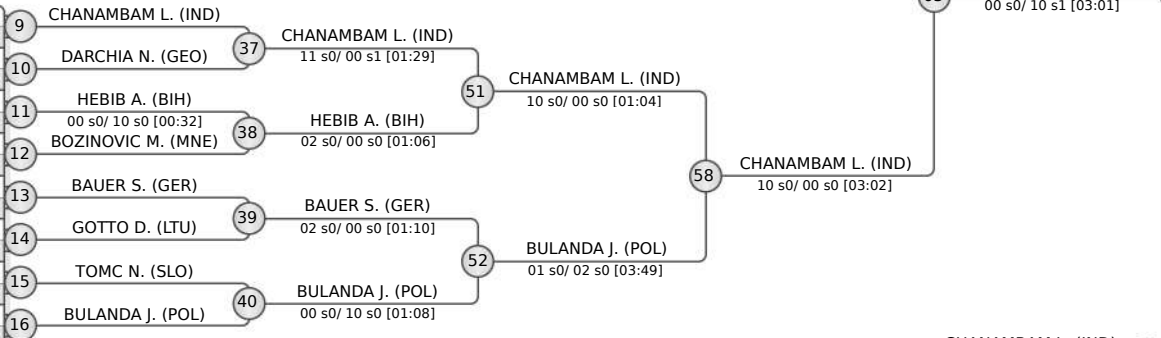 00 s0/ 10 s1 [03:01]
9
CHANAMBAM L. (IND)
37
CHANAMBAM L. (IND)
11 s0/ 00 s1 [01:29]
10
DARCHIA N. (GEO)
51
CHANAMBAM L. (IND)
10 s0/ 00 s0 [01:04]
11
HEBIB A. (BIH)
00 s0/ 10 s0 [00:32]
38
HEBIB A. (BIH)
02 s0/ 00 s0 [01:06]
12
BOZINOVIC M. (MNE)
58
CHANAMBAM L. (IND)
10 s0/ 00 s0 [03:02]
13
BAUER S. (GER)
39
BAUER S. (GER)
02 s0/ 00 s0 [01:10]
14
GOTTO D. (LTU)
52
BULANDA J. (POL)
01 s0/ 02 s0 [03:49]
15
TOMC N. (SLO)
40
BULANDA J. (POL)
00 s0/ 10 s0 [01:08]
16
BULANDA J. (POL)